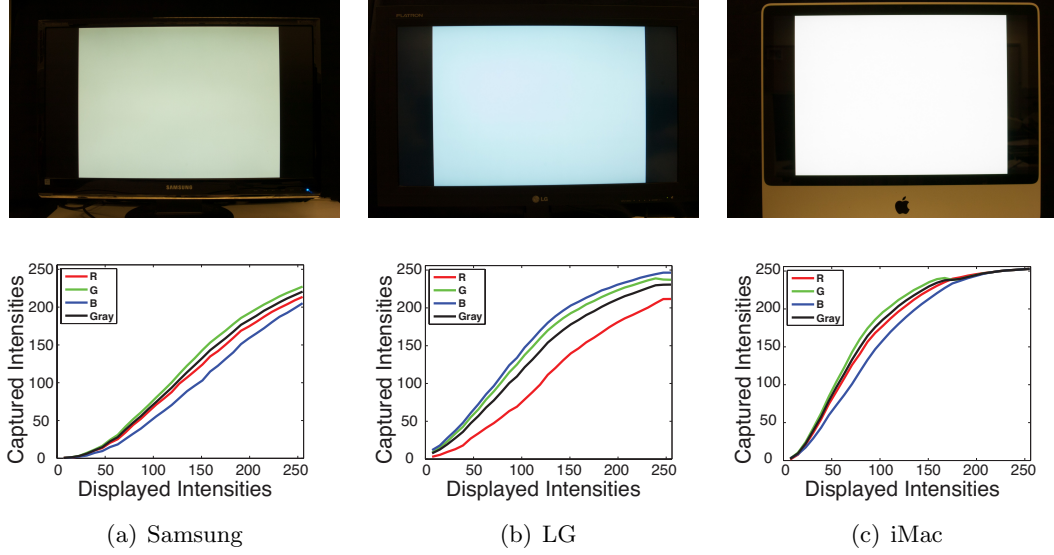 FLATRON
SAMSUNG
LG
250
200
150
100
50
0
Captured Intensities
R
G
B
Gray
0 50 100 150 200 250
Displayed Intensities
250
200
150
100
50
0
Captured Intensities
R
G
B
Gray
0 50 100 150 200 250
Displayed Intensities
250
200
150
100
50
0
Captured Intensities
R
G
B
Gray
0 50 100 150 200 250
Displayed Intensities
(a) Samsung
(b) LG
(c) iMac